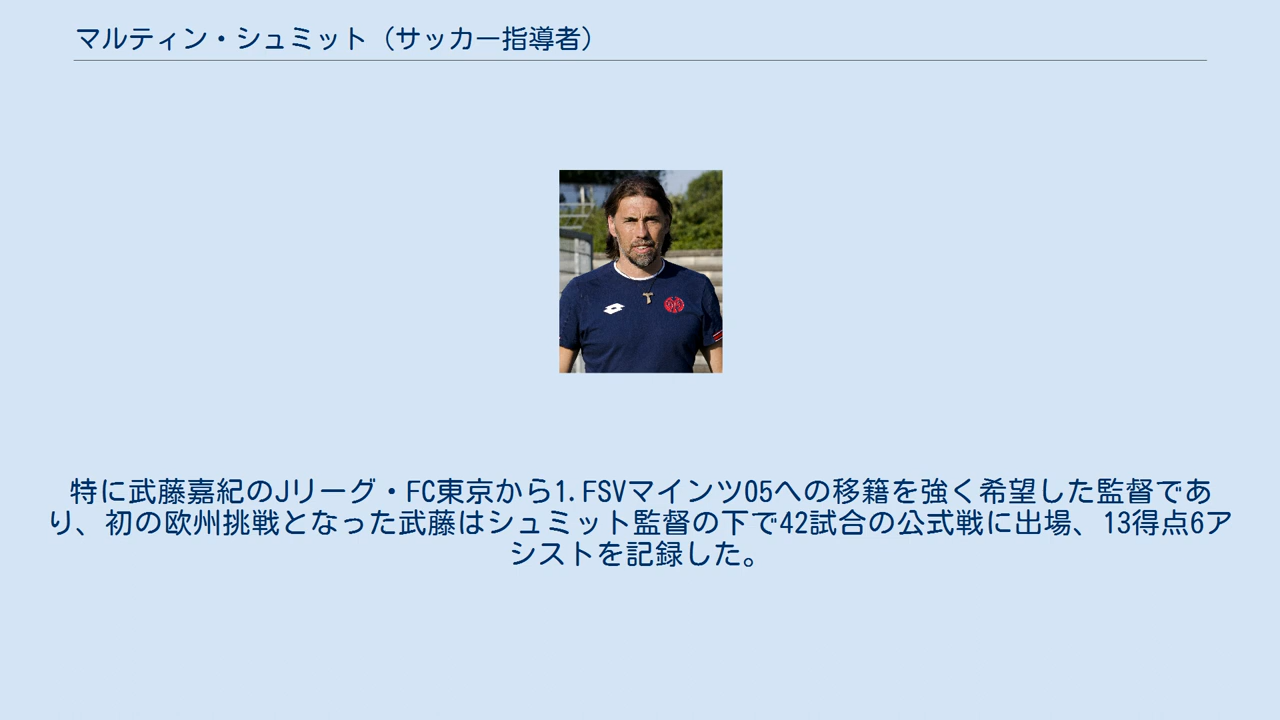 マルティン・シュミット（サッカー指導者）
特に武藤嘉紀のJリーグ・FC東京から1.FSVマインツ05への移籍を強く希望した監督であ
り、初の欧州挑戦となった武藤はシュミット監督の下で42試合の公式戦に出場、13得点6ア
シストを記録した。